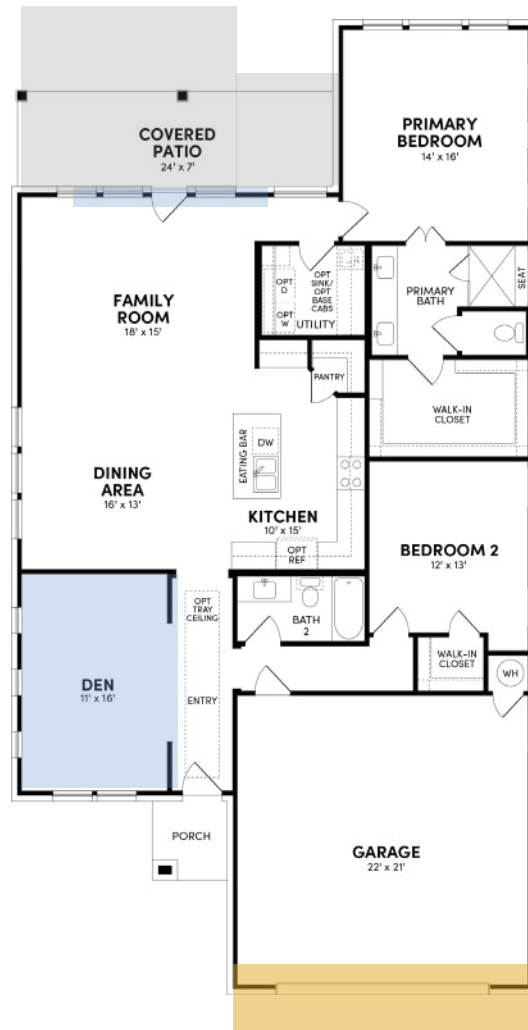 COVERED
PATIO
24' x 7'
PRIMARY
BEDROOM
14' x 16'
FAMILY
ROOM
18' x 15'
OPT
D
OPT
W
OPT
SINK/
OPT
BASE
CABS
UTILITY
PRIMARY
BATH
SEAT
PANTRY
WALK-IN
CLOSET
EATING BAR
DW
DINING
AREA
16' x 13'
KITCHEN
10' x 15'
OPT
REF
BEDROOM 2
12' x 13'
OPT
TRAY
CEILING
BATH
2
DEN
11' x 16'
ENTRY
WALK-IN
CLOSET
WH
PORCH
GARAGE
22' x 21'